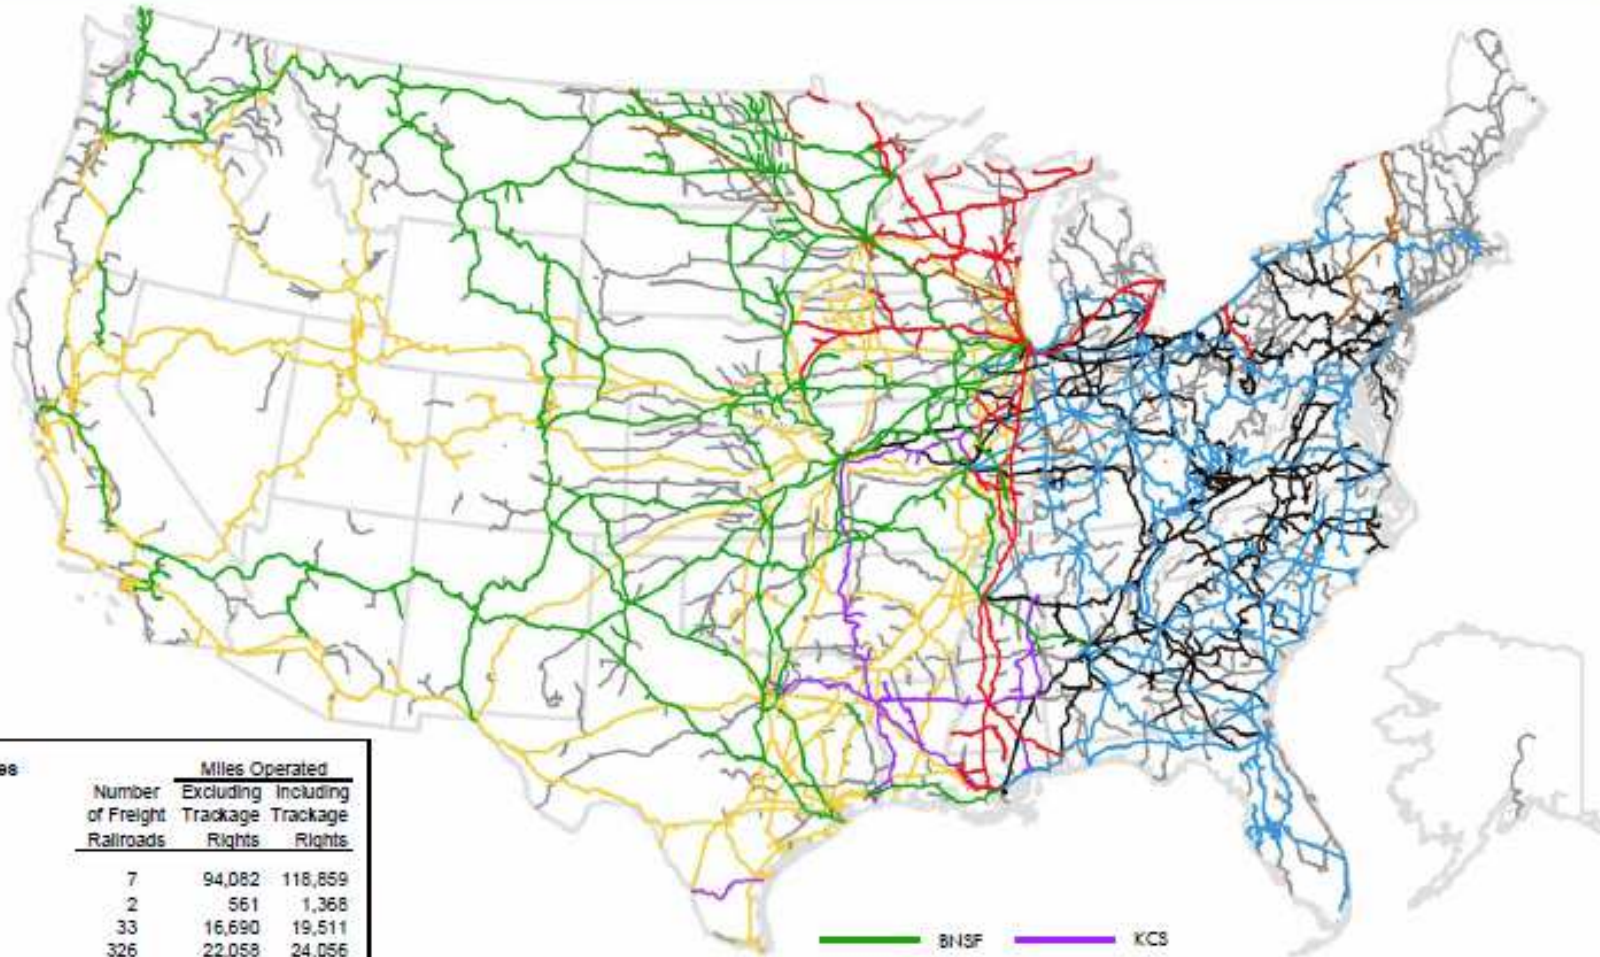 es
Miles Operated
Number Excluding Including
of Freight Trackage Trackage
Railroads Rights Rights
7 94,082 118,859
2 561 1,368
33 16,690 19,511
326 22,058 24,056
BNSF KCS